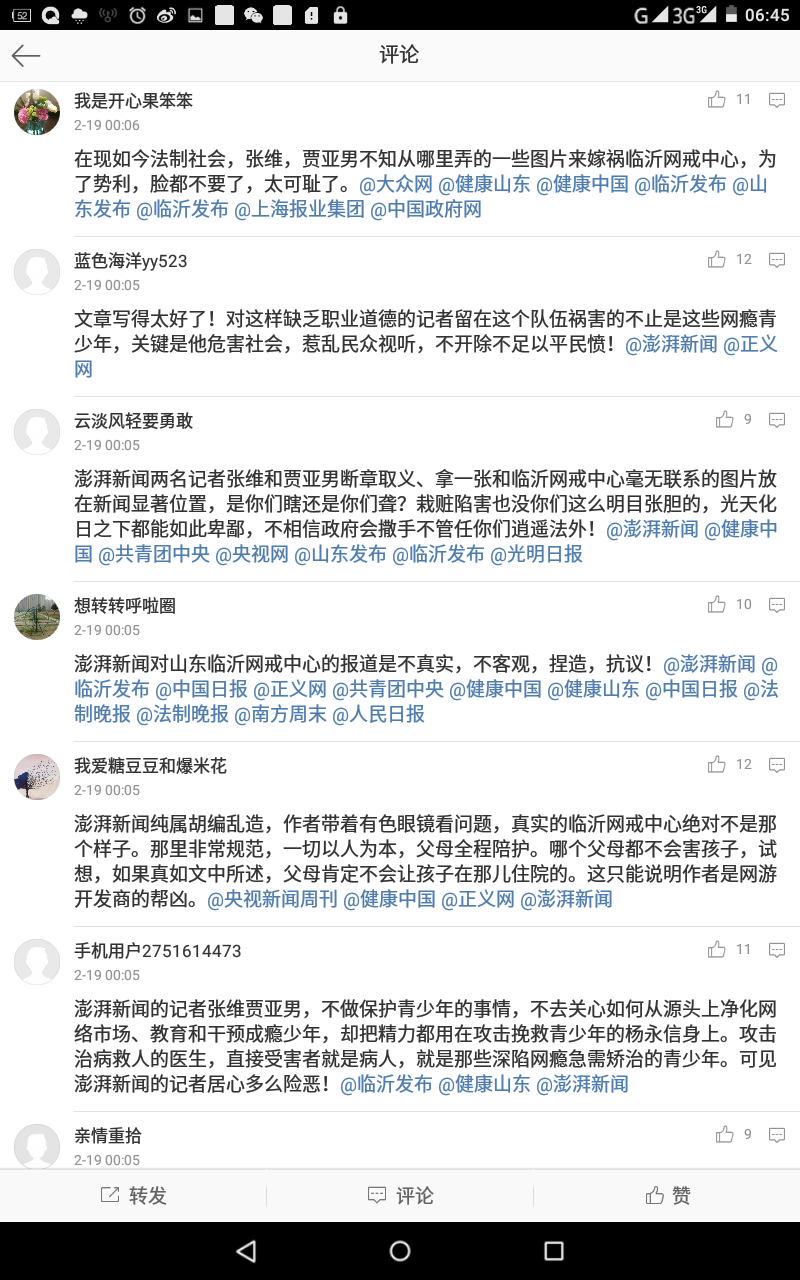 52
G 3G 3G 06:45
评论
我是开心果笨笨
11
2-19 00:06
在现如今法制社会，张维，贾亚男不知从哪里弄的一些图片来嫁祸临沂网戒中心，为
了势利，脸都不要了，太可耻了。@大众网 @健康山东 @健康中国 @临沂发布 @山
东发布 @临沂发布 @上海报业集团 @中国政府网
蓝色海洋yy523
12
2-19 00:05
文章写得太好了！对这样缺乏职业道德的记者留在这个队伍祸害的不止是这些网瘾青
少年，关键是他危害社会，惹乱民众视听，不开除不足以平民愤！@澎湃新闻 @正义
网
云淡风轻要勇敢
9
2-19 00:05
澎湃新闻两名记者张维和贾亚男断章取义、拿一张和临沂网戒中心毫无联系的图片放
在新闻显著位置，是你们瞎还是你们聋？栽赃陷害也没你们这么明目张胆的，光天化
日之下都能如此卑鄙，不相信政府会撒手不管任你们逍遥法外！@澎湃新闻 @健康中
国 @共青团中央 @央视网 @山东发布 @临沂发布 @光明日报
想转转呼啦圈
10
2-19 00:05
澎湃新闻对山东临沂网戒中心的报道是不真实，不客观，捏造，抗议！@澎湃新闻 @
临沂发布 @中国日报 @正义网 @共青团中央 @健康中国 @健康山东 @中国日报 @法
制晚报 @法制晚报 @南方周末 @人民日报
我爱糖豆豆和爆米花
12
2-19 00:05
澎湃新闻纯属胡编乱造，作者带着有色眼镜看问题，真实的临沂网戒中心绝对不是那
个样子。那里非常规范，一切以人为本，父母全程陪护。哪个父母都不会害孩子，试
想，如果真如文中所述，父母肯定不会让孩子在那儿住院的。这只能说明作者是网游
开发商的帮凶。@央视新闻周刊 @健康中国 @正义网 @澎湃新闻
手机用户2751614473
11
2-19 00:05
澎湃新闻的记者张维贾亚男，不做保护青少年的事情，不去关心如何从源头上净化网
络市场、教育和干预成瘾少年，却把精力都用在攻击挽救青少年的杨永信身上。攻击
治病救人的医生，直接受害者就是病人，就是那些深陷网瘾急需矫治的青少年。可见
澎湃新闻的记者居心多么险恶！@临沂发布 @健康山东 @澎湃新闻
亲情重拾
9
2-19 00:05
转发 评论 赞